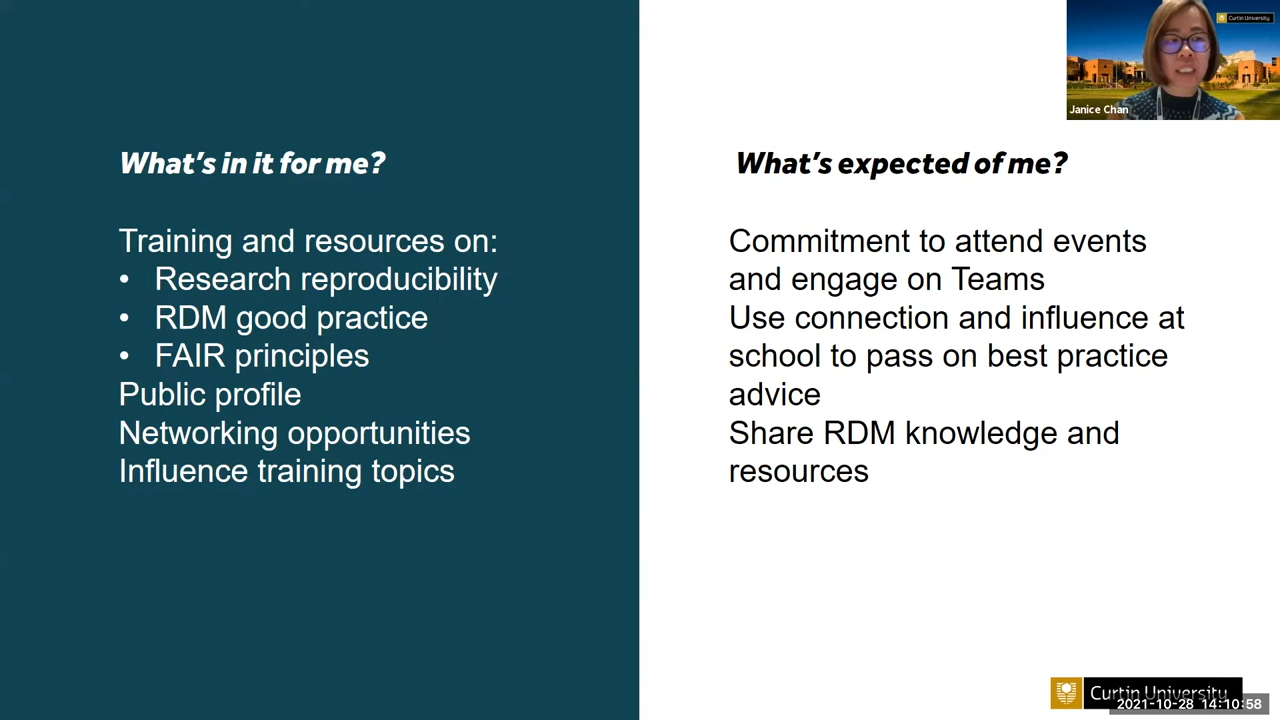 Curtin University
Janice Chan
What's in it for me?
Training and resources on:
• Research reproducibility
• RDM good practice
• FAIR principles
Public profile
Networking opportunities
Influence training topics
What's expected of me?
Commitment to attend events
and engage on Teams
Use connection and influence at
school to pass on best practice
advice
Share RDM knowledge and
resources
Curtin University
2021-10-28 14:10:58